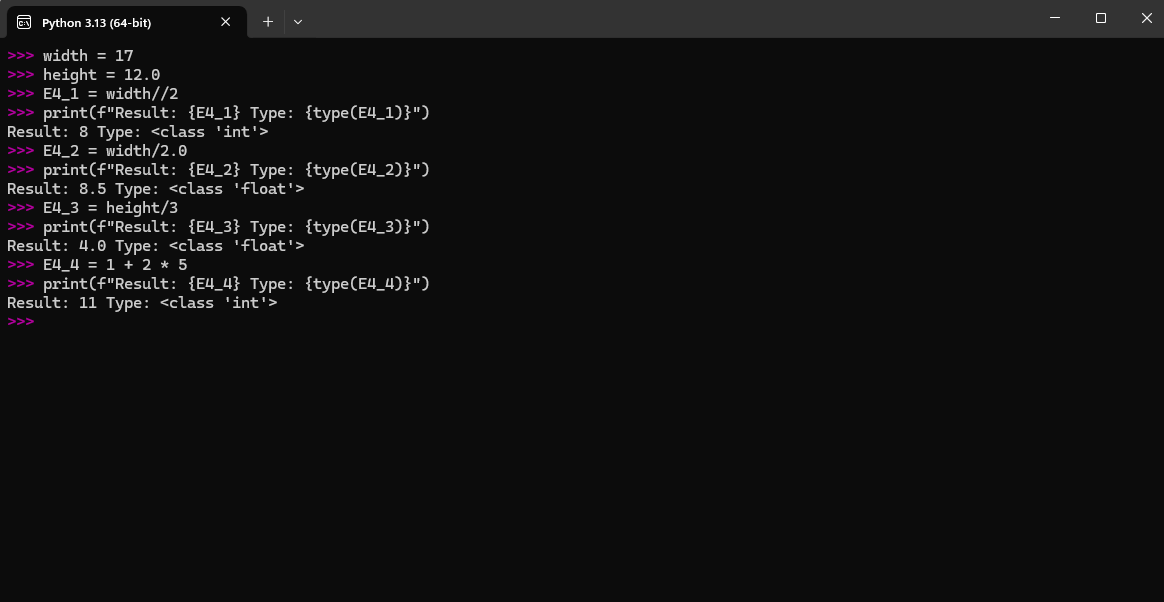 Python 3.13 (64-bit)
>>> width = 17
>>> height = 12.0
>>> E4_1 = width//2
>>> print(f"Result: {E4_1} Type: {type(E4_1)}")
Result: 8 Type: <class 'int'>
>>> E4_2 = width/2.0
>>> print(f"Result: {E4_2} Type: {type(E4_2)}")
Result: 8.5 Type: <class 'float'>
>>> E4_3 = height/3
>>> print(f"Result: {E4_3} Type: {type(E4_3)}")
Result: 4.0 Type: <class 'float'>
>>> E4_4 = 1 + 2 * 5
>>> print(f"Result: {E4_4} Type: {type(E4_4)}")
Result: 11 Type: <class 'int'>
>>>